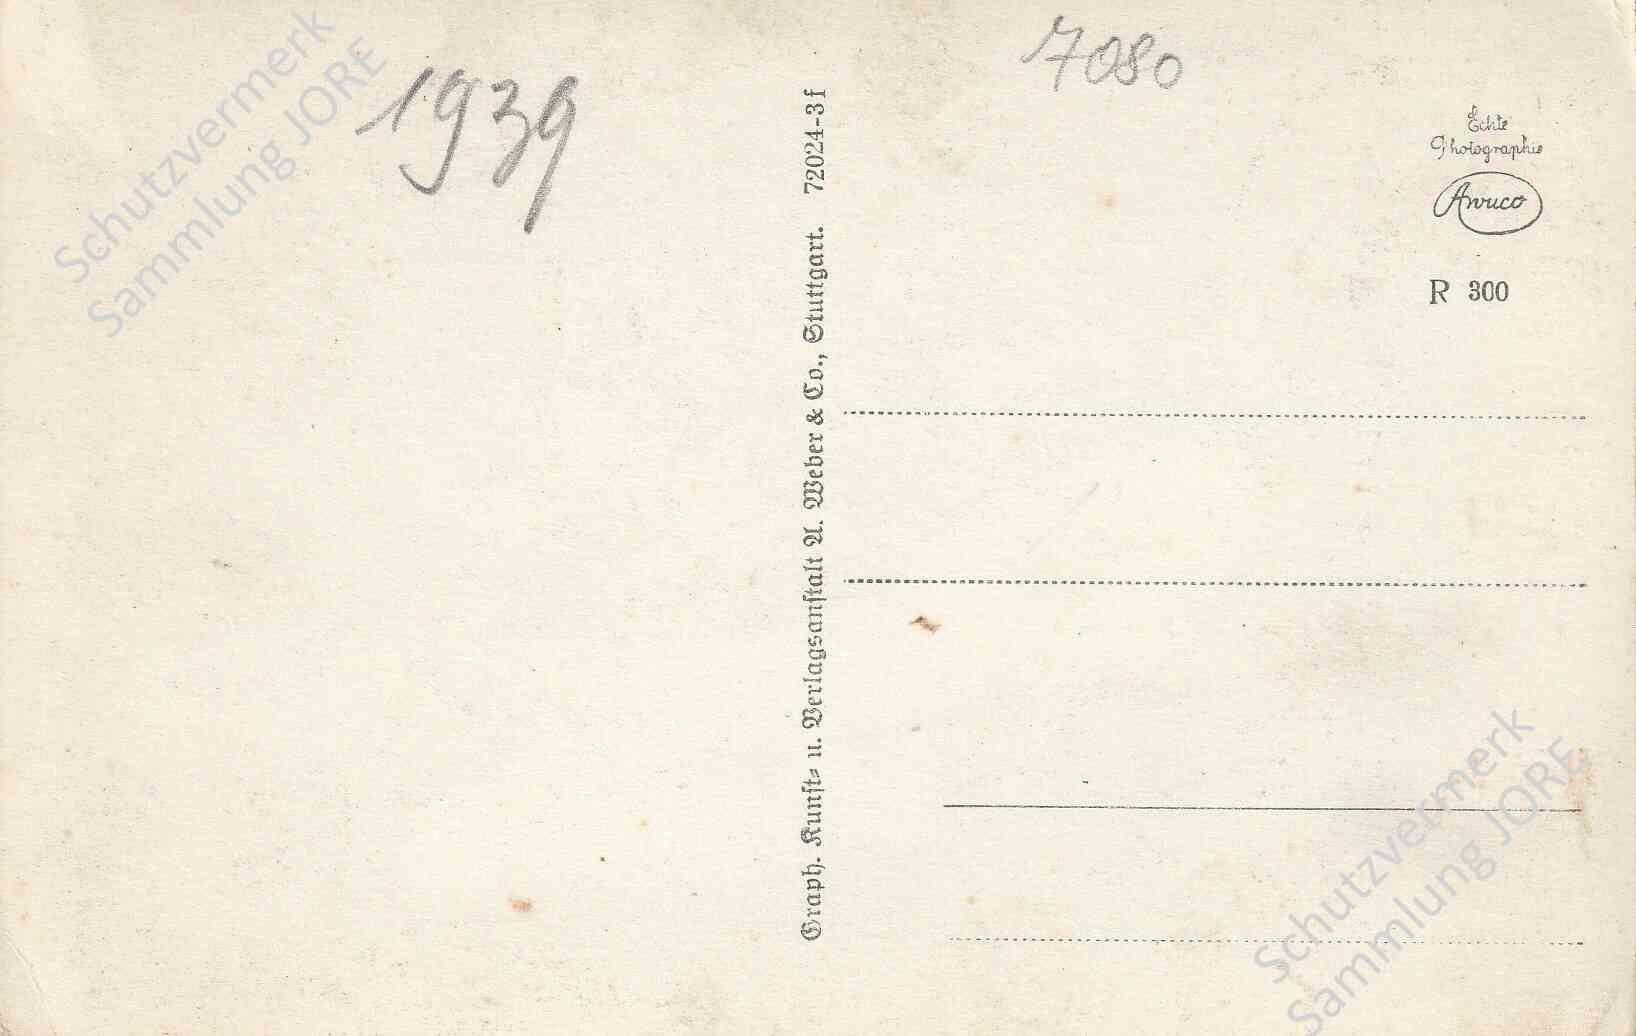 Schutzvermerk
Sammlung JORE
1939
7080
Echte
Photographie
Awuco
R 300
Graph. Kunst- u. Verlagsanſtalt A. Weber & Co., Stuttgart. 72024-3f
Schutzvermerk
Sammlung JORE